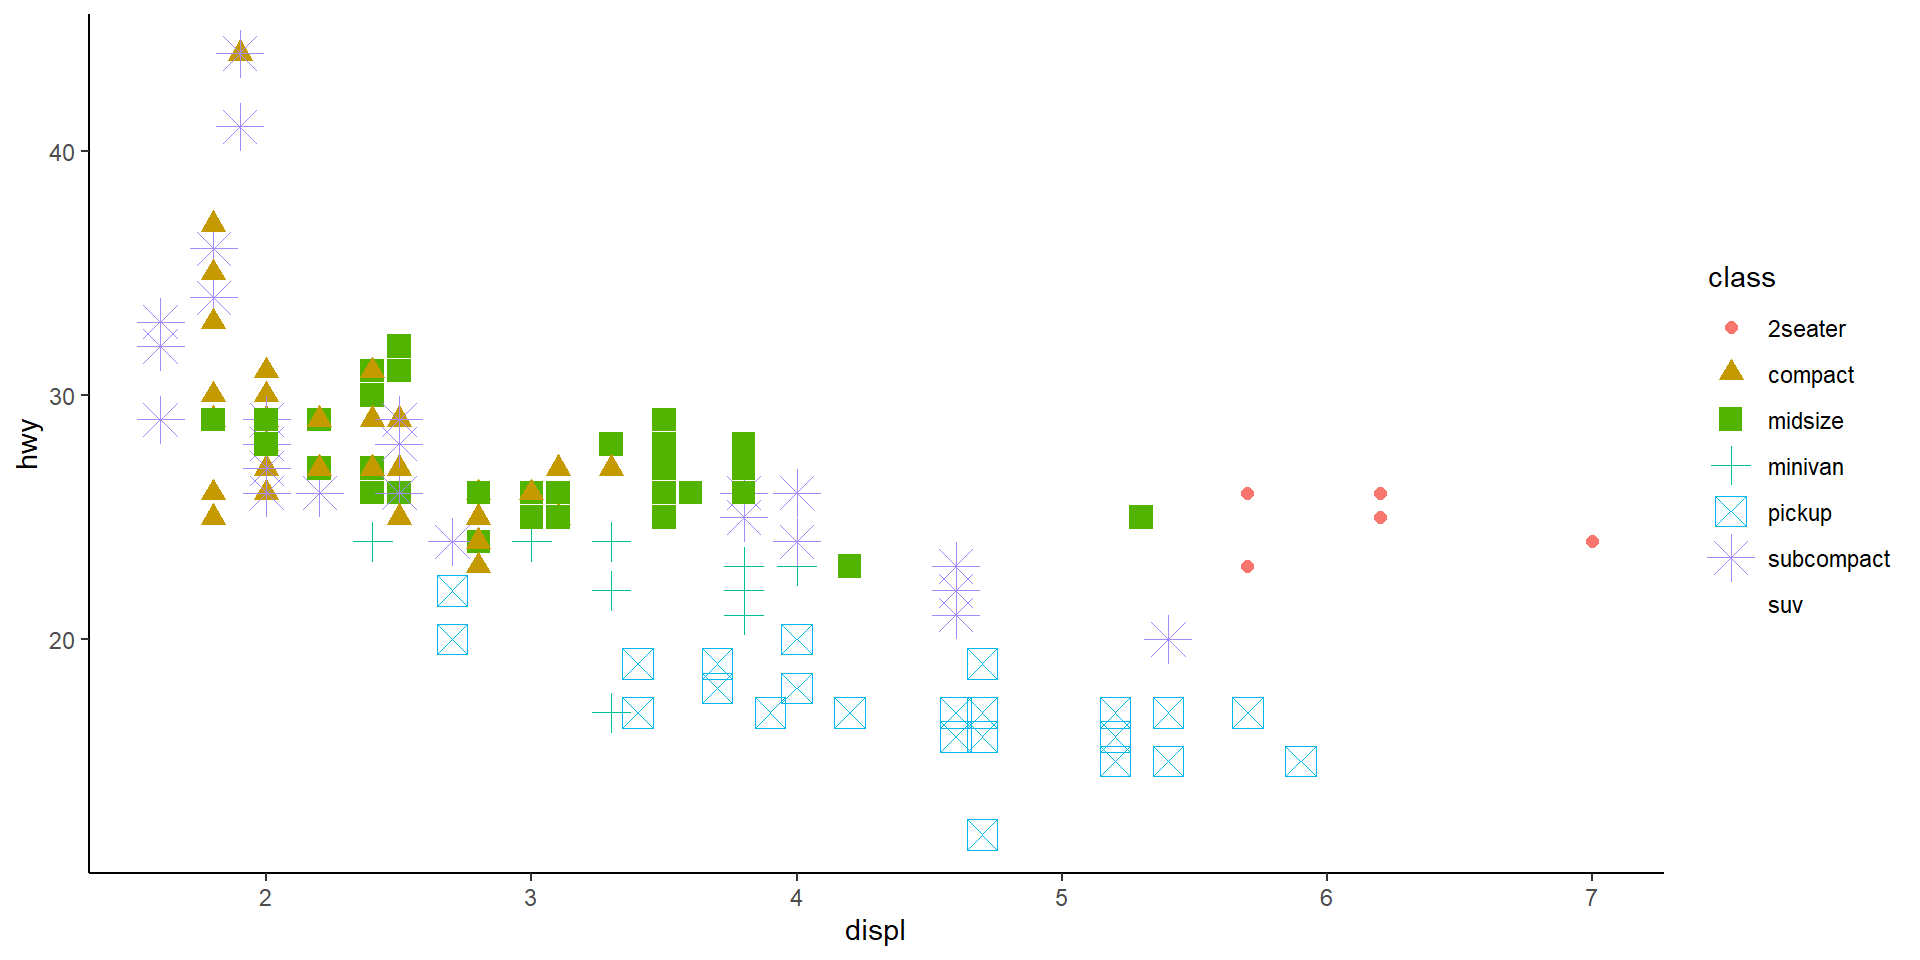 40
30
20
hwy
2
3
4
5
6
7
displ
class
2seater
compact
midsize
minivan
pickup
subcompact
suv